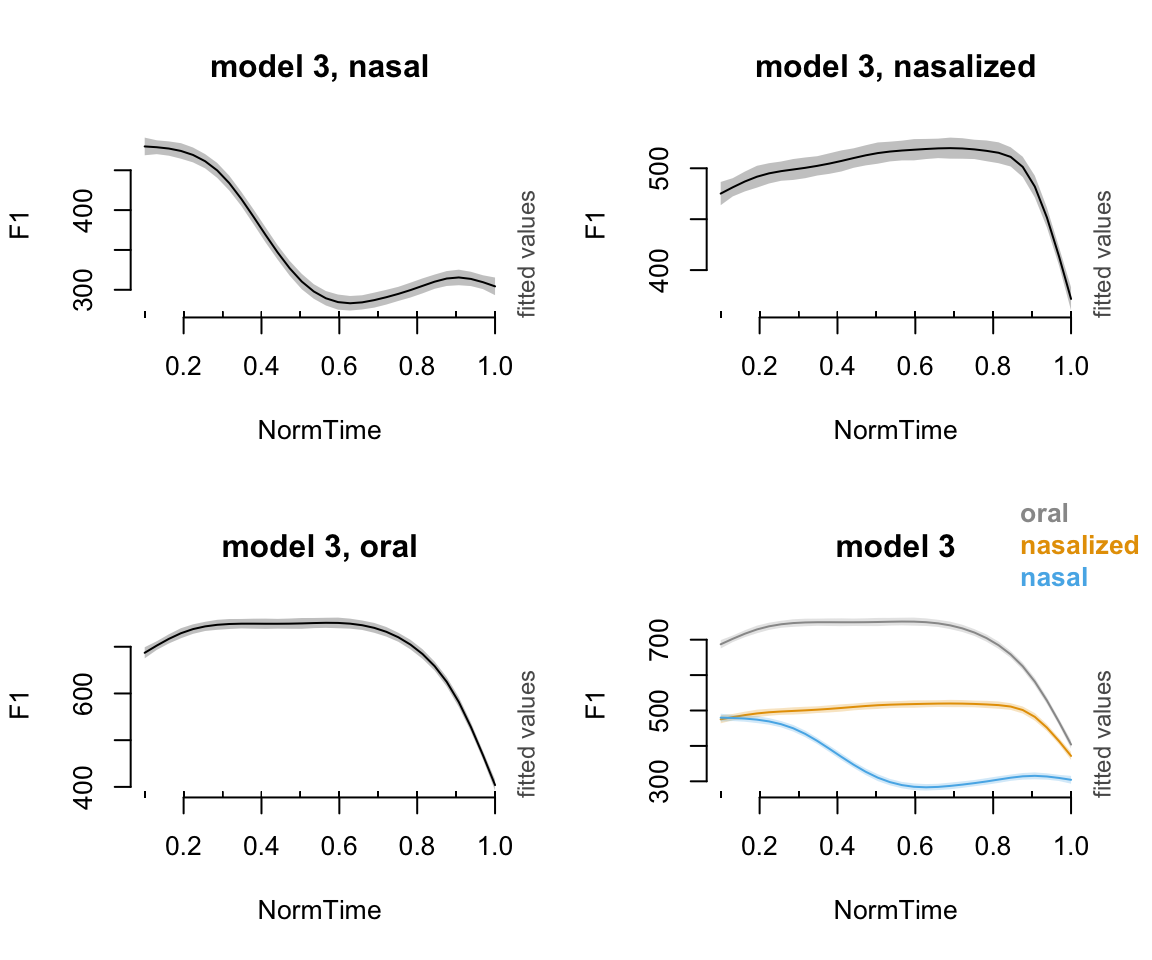 model 3, nasal
F1
400
300
fitted values
0.2 0.4 0.6 0.8 1.0
NormTime
model 3, nasalized
F1
500
400
fitted values
0.2 0.4 0.6 0.8 1.0
NormTime
model 3, oral
F1
600
400
fitted values
0.2 0.4 0.6 0.8 1.0
NormTime
model 3
oral
nasalized
nasal
F1
700
500
300
fitted values
0.2 0.4 0.6 0.8 1.0
NormTime